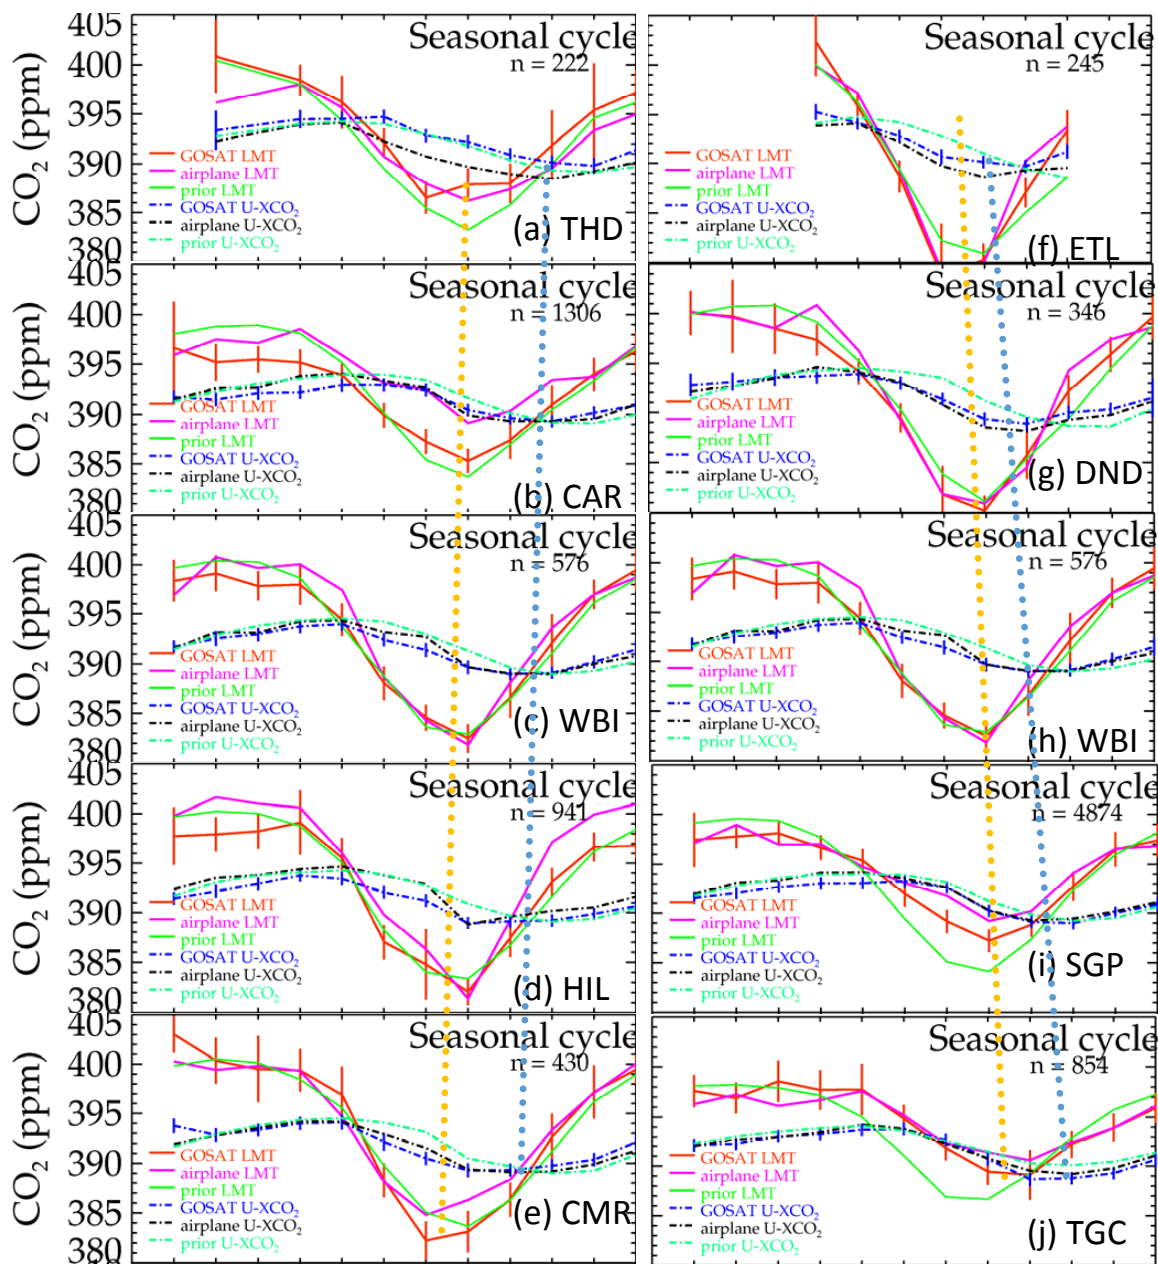 CO₂ (ppm)
405
400
395
390
385
380
Seasonal cycle
n = 222
GOSAT LMT
airplane LMT
prior LMT
GOSAT U-XCO₂
airplane U-XCO₂
prior U-XCO₂
(a) THD
Seasonal cycle
n = 245
GOSAT LMT
airplane LMT
prior LMT
GOSAT U-XCO₂
airplane U-XCO₂
prior U-XCO₂
(f) ETL
CO₂ (ppm)
405
400
395
390
385
380
Seasonal cycle
n = 1306
GOSAT LMT
airplane LMT
prior LMT
GOSAT U-XCO₂
airplane U-XCO₂
prior U-XCO₂
(b) CAR
Seasonal cycle
n = 346
GOSAT LMT
airplane LMT
prior LMT
GOSAT U-XCO₂
airplane U-XCO₂
prior U-XCO₂
(g) DND
CO₂ (ppm)
405
400
395
390
385
380
Seasonal cycle
n = 576
GOSAT LMT
airplane LMT
prior LMT
GOSAT U-XCO₂
airplane U-XCO₂
prior U-XCO₂
(c) WBI
Seasonal cycle
n = 576
GOSAT LMT
airplane LMT
prior LMT
GOSAT U-XCO₂
airplane U-XCO₂
prior U-XCO₂
(h) WBI
CO₂ (ppm)
405
400
395
390
385
380
Seasonal cycle
n = 941
GOSAT LMT
airplane LMT
prior LMT
GOSAT U-XCO₂
airplane U-XCO₂
prior U-XCO₂
(d) HIL
Seasonal cycle
n = 4874
GOSAT LMT
airplane LMT
prior LMT
GOSAT U-XCO₂
airplane U-XCO₂
prior U-XCO₂
(i) SGP
CO₂ (ppm)
405
400
395
390
385
380
Seasonal cycle
n = 430
GOSAT LMT
airplane LMT
prior LMT
GOSAT U-XCO₂
airplane U-XCO₂
prior U-XCO₂
(e) CMR
Seasonal cycle
n = 854
GOSAT LMT
airplane LMT
prior LMT
GOSAT U-XCO₂
airplane U-XCO₂
prior U-XCO₂
(j) TGC